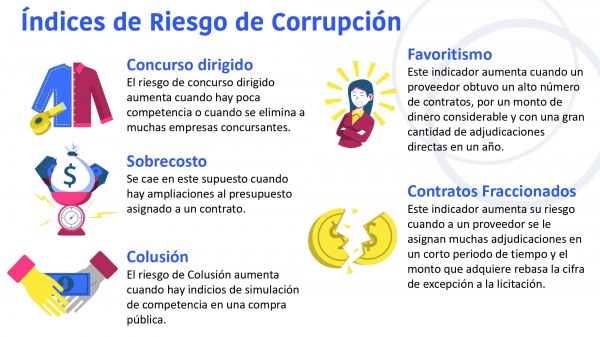 Índices de Riesgo de Corrupción
Concurso dirigido
El riesgo de concurso dirigido
aumenta cuando hay poca
competencia o cuando se elimina a
muchas empresas concursantes.
Sobrecosto
Se cae en este supuesto cuando
hay ampliaciones al presupuesto
asignado a un contrato.
$
Colusión
El riesgo de Colusión aumenta
cuando hay indicios de simulación
de competencia en una compra
pública.
Favoritismo
Este indicador aumenta cuando un
proveedor obtuvo un alto número
de contratos, por un monto de
dinero considerable y con una gran
cantidad de adjudicaciones
directas en un año.
Contratos Fraccionados
Este indicador aumenta su riesgo
cuando a un proveedor se le
asignan muchas adjudicaciones en
un corto periodo de tiempo y el
monto que adquiere rebasa la cifra
de excepción a la licitación.
$ $